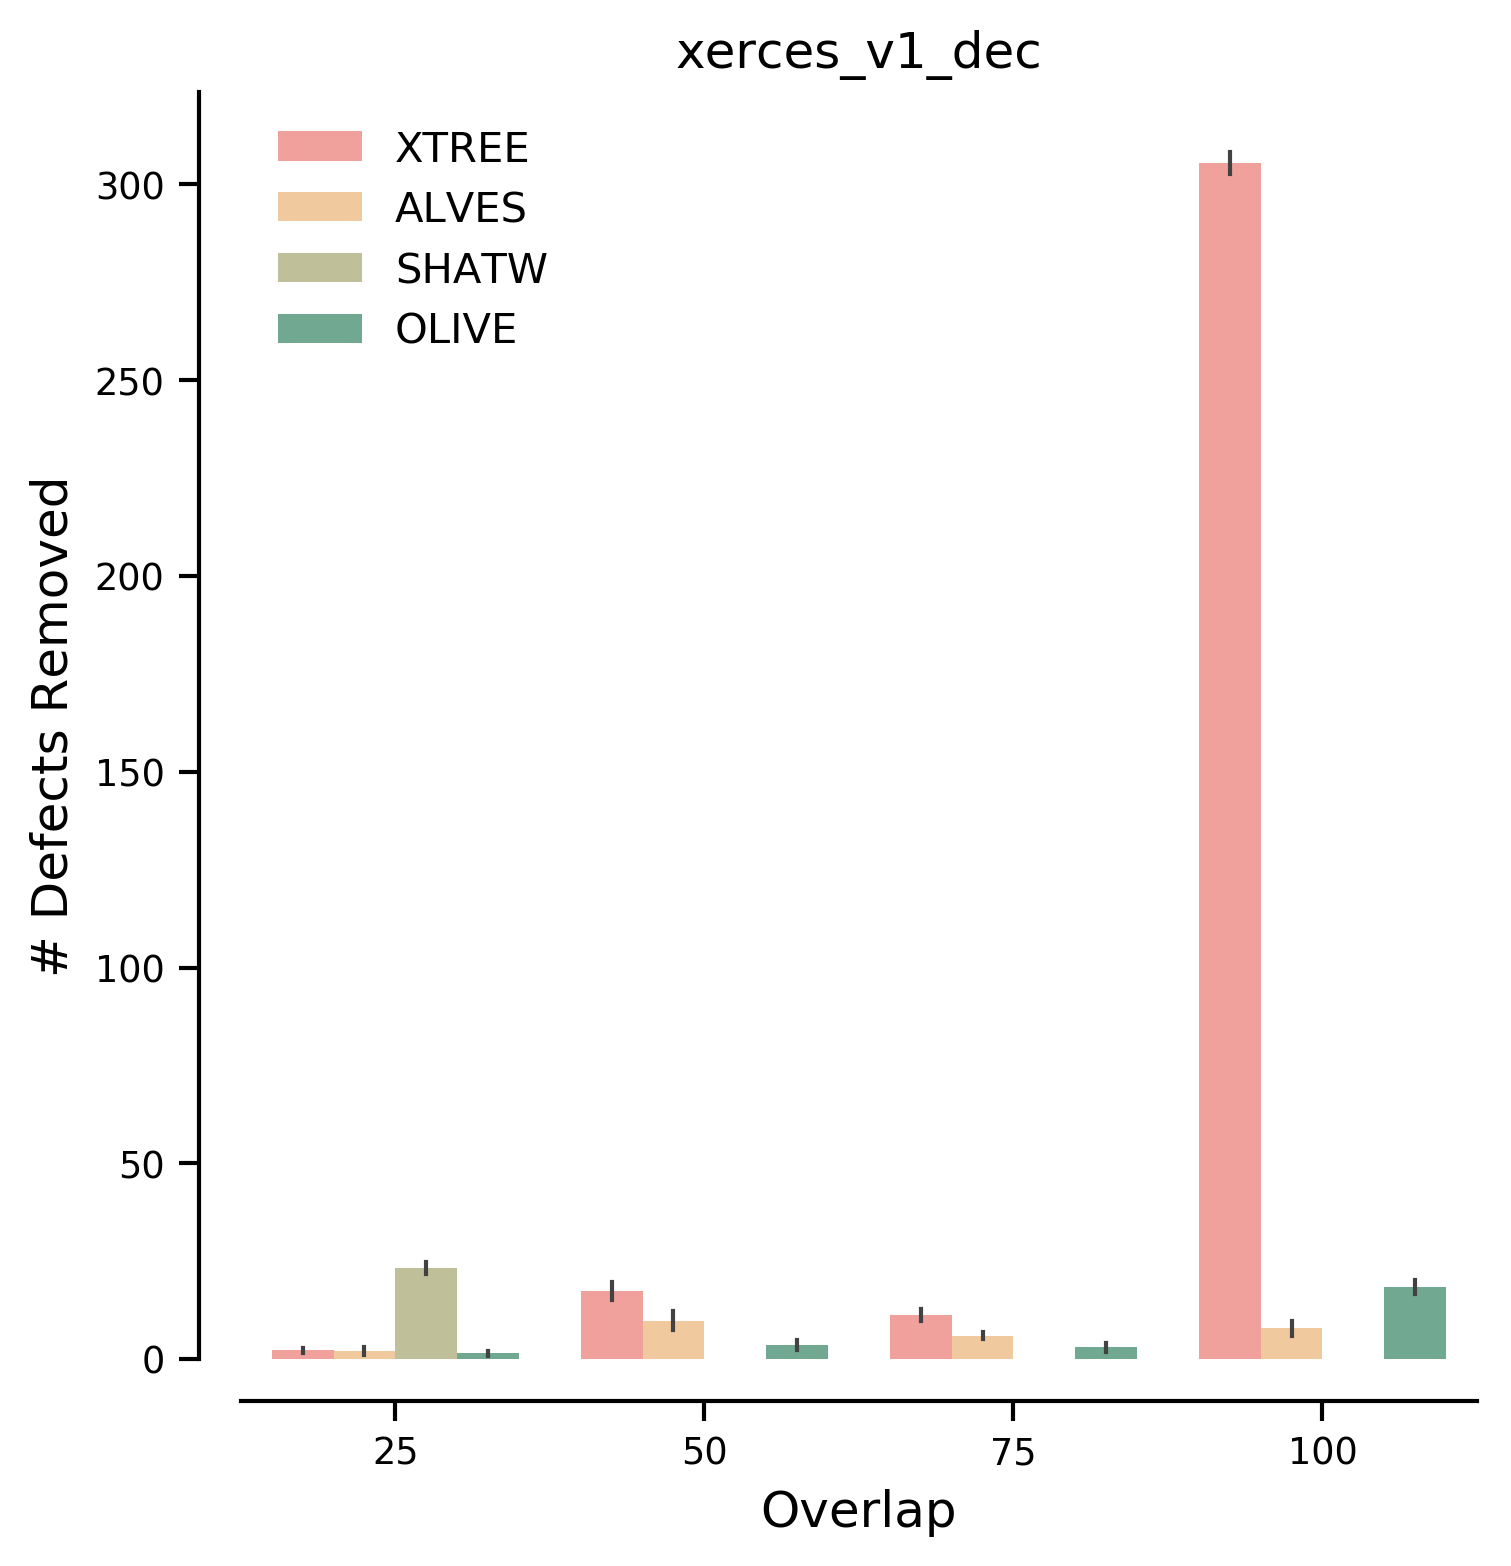 xerces_v1_dec
XTREE
ALVES
SHATW
OLIVE
# Defects Removed
300
250
200
150
100
50
0
25 50 75 100
Overlap